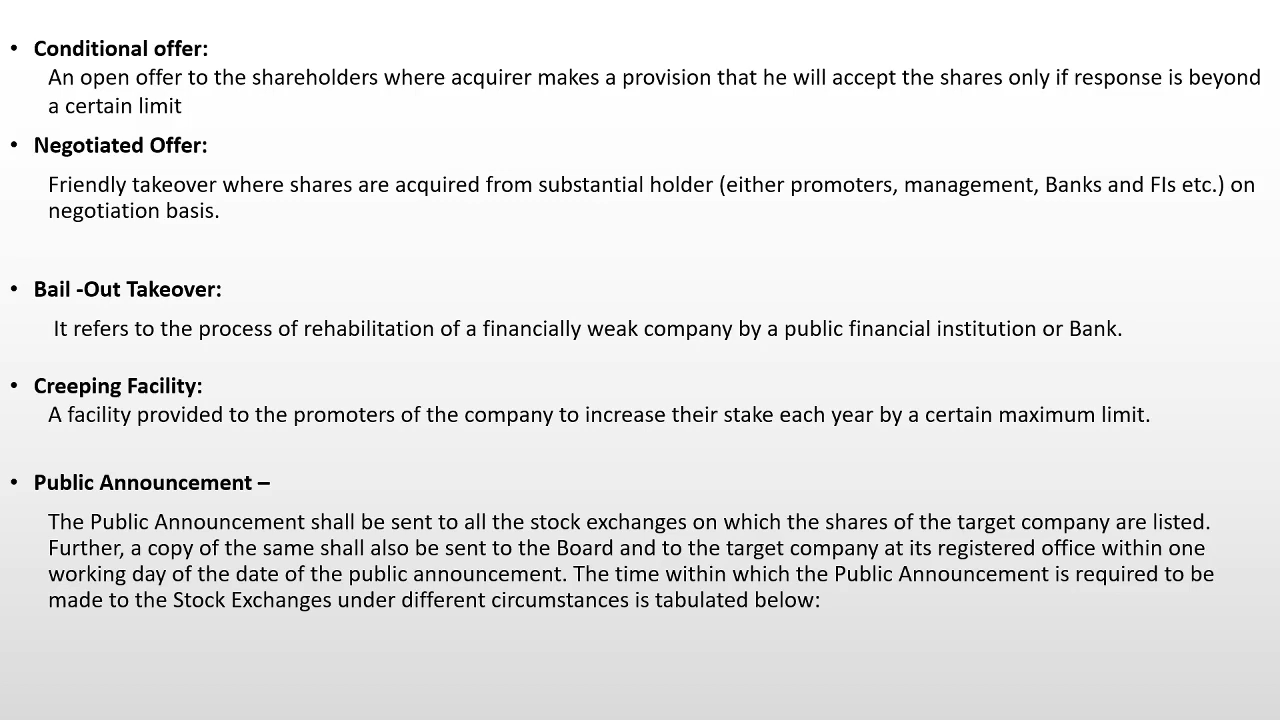 • Conditional offer:
An open offer to the shareholders where acquirer makes a provision that he will accept the shares only if response is beyond
a certain limit
• Negotiated Offer:
Friendly takeover where shares are acquired from substantial holder (either promoters, management, Banks and FIs etc.) on
negotiation basis.
• Bail -Out Takeover:
It refers to the process of rehabilitation of a financially weak company by a public financial institution or Bank.
• Creeping Facility:
A facility provided to the promoters of the company to increase their stake each year by a certain maximum limit.
• Public Announcement –
The Public Announcement shall be sent to all the stock exchanges on which the shares of the target company are listed.
Further, a copy of the same shall also be sent to the Board and to the target company at its registered office within one
working day of the date of the public announcement. The time within which the Public Announcement is required to be
made to the Stock Exchanges under different circumstances is tabulated below: